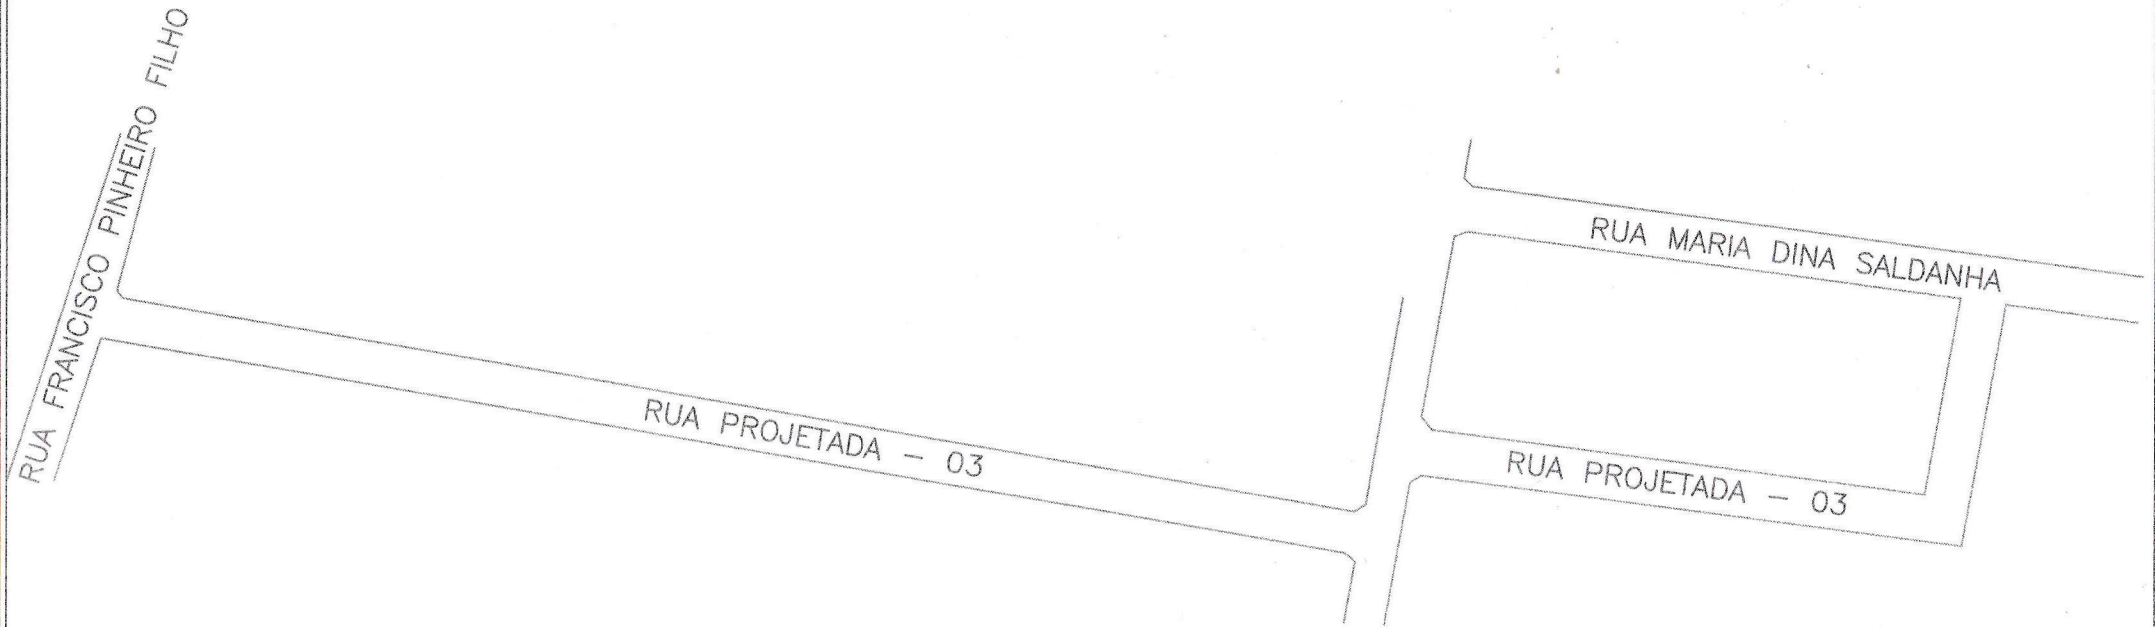 RUA FRANCISCO PINHEIRO FILHO
RUA MARIA DINA SALDANHA
RUA PROJETADA - 03
RUA PROJETADA - 03